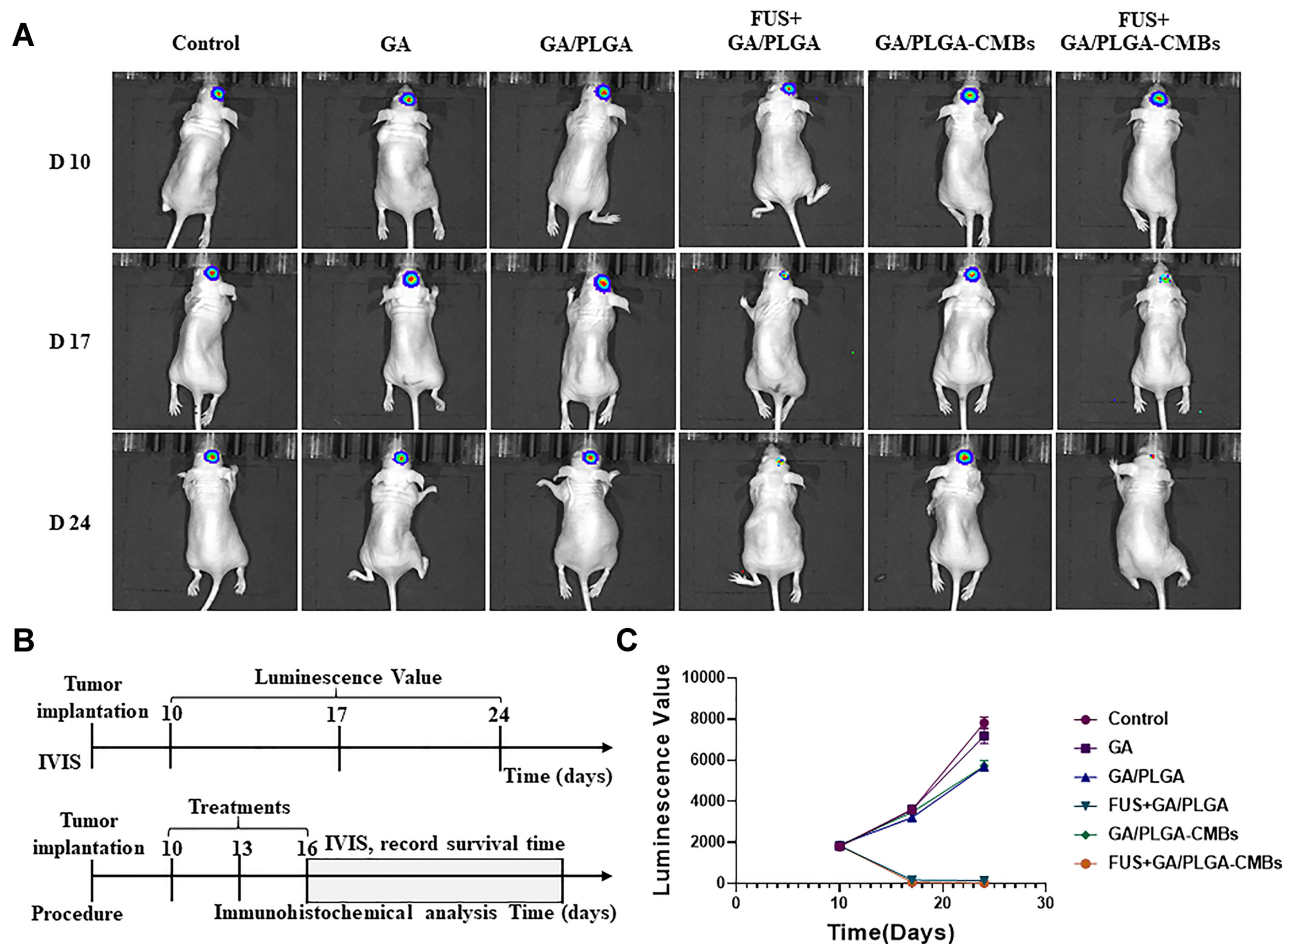 A
Control
GA
GA/PLGA
FUS+
GA/PLGA
GA/PLGA-CMBs
FUS+
GA/PLGA-CMBs
D 10
D 17
D 24
B
Tumor
implantation
Luminescence Value
10
17
24
IVIS
Time (days)
Tumor
implantation
Treatments
10
13
16
IVIS, record survival time
Procedure
Immunohistochemical analysis
Time (days)
C
Luminescence Value
10000
8000
6000
4000
2000
0
0
10
20
30
Time(Days)
Control
GA
GA/PLGA
FUS+GA/PLGA
GA/PLGA-CMBs
FUS+GA/PLGA-CMBs